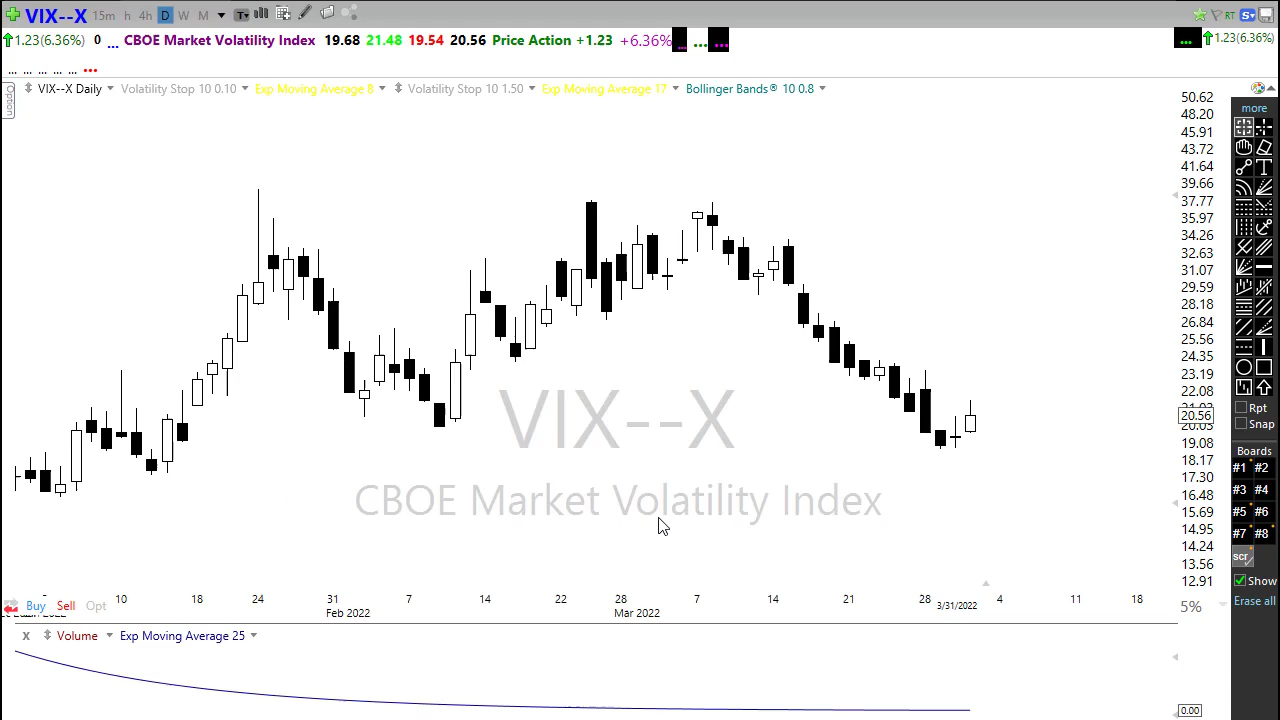 VIX--X 15m h 4h D W M T
RT S
1.23(6.36%) 0 ... CBOE Market Volatility Index 19.68 21.48 19.54 20.56 Price Action +1.23 +6.36% ... ... ...
... 1.23(6.36%)
... ... ... ... ... ...
Option
VIX--X Daily Volatility Stop 10 0.10 Exp Moving Average 8 Volatility Stop 10 1.50 Exp Moving Average 17 Bollinger Bands® 10 0.8
50.62
48.20
45.91
43.72
41.64
39.66
37.77
35.97
34.26
32.63
31.07
29.59
28.18
26.84
25.56
24.35
23.19
22.08
20.56
20.05
19.08
18.17
17.30
16.48
15.69
14.95
14.24
13.56
12.91
5%
VIX--X
CBOE Market Volatility Index
10 18 24 31 7 14 22 28 7 14 21 28 3/31/2022 4 11 18
Feb 2022 Mar 2022
Buy Sell Opt
x Volume Exp Moving Average 25
0.00
more
T
Rpt
Snap
Boards
#1 #2
#3 #4
#5 #6
#7 #8
scr
Show
Erase all